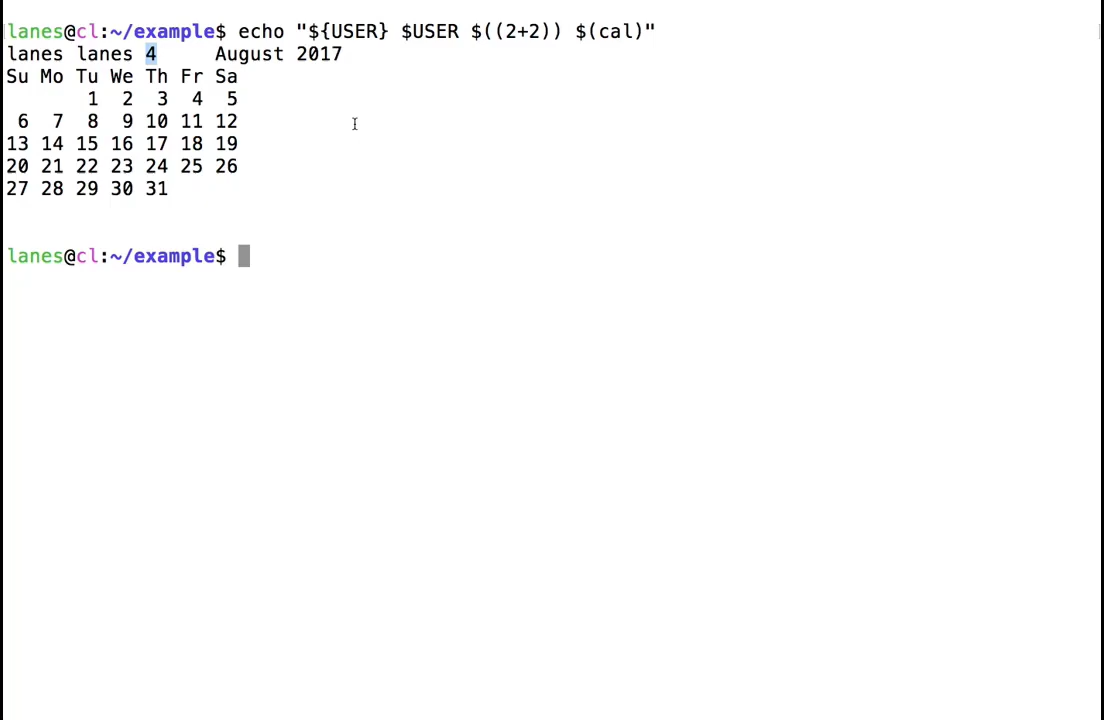 lanes@cl:~/example$ echo "${USER} $USER $((2+2)) $(cal)"
lanes lanes 4     August 2017
Su Mo Tu We Th Fr Sa
       1  2  3  4  5
 6  7  8  9 10 11 12
13 14 15 16 17 18 19
20 21 22 23 24 25 26
27 28 29 30 31
lanes@cl:~/example$